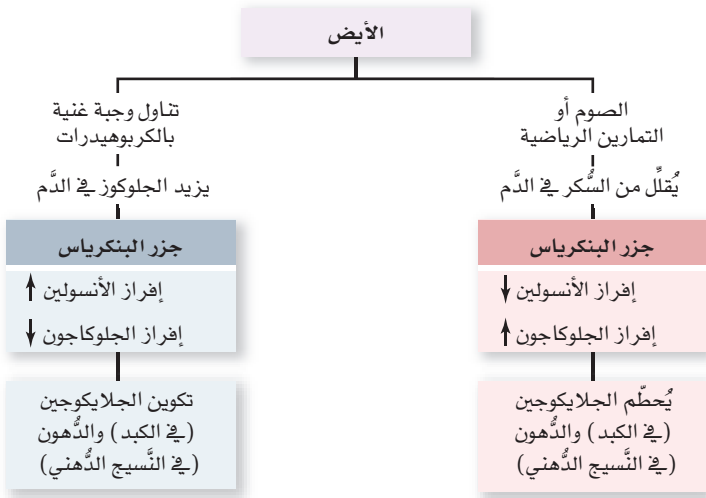 الأيض
الصوم أو
التمارين الرياضية
يُقلِّل من السُّكر في الدَّم
جزر البنكرياس
إفراز الأنسولين
إفراز الجلوكاجون
يُحطّم الجلايكوجين
(في الكبد) والدُّهون
(في النَّسيج الدُّهني)
تناول وجبة غنية
بالكربوهيدرات
يزيد الجلوكوز في الدَّم
جزر البنكرياس
إفراز الأنسولين
إفراز الجلوكاجون
تكوين الجلايكوجين
(في الكبد) والدُّهون
(في النَّسيج الدُّهني)